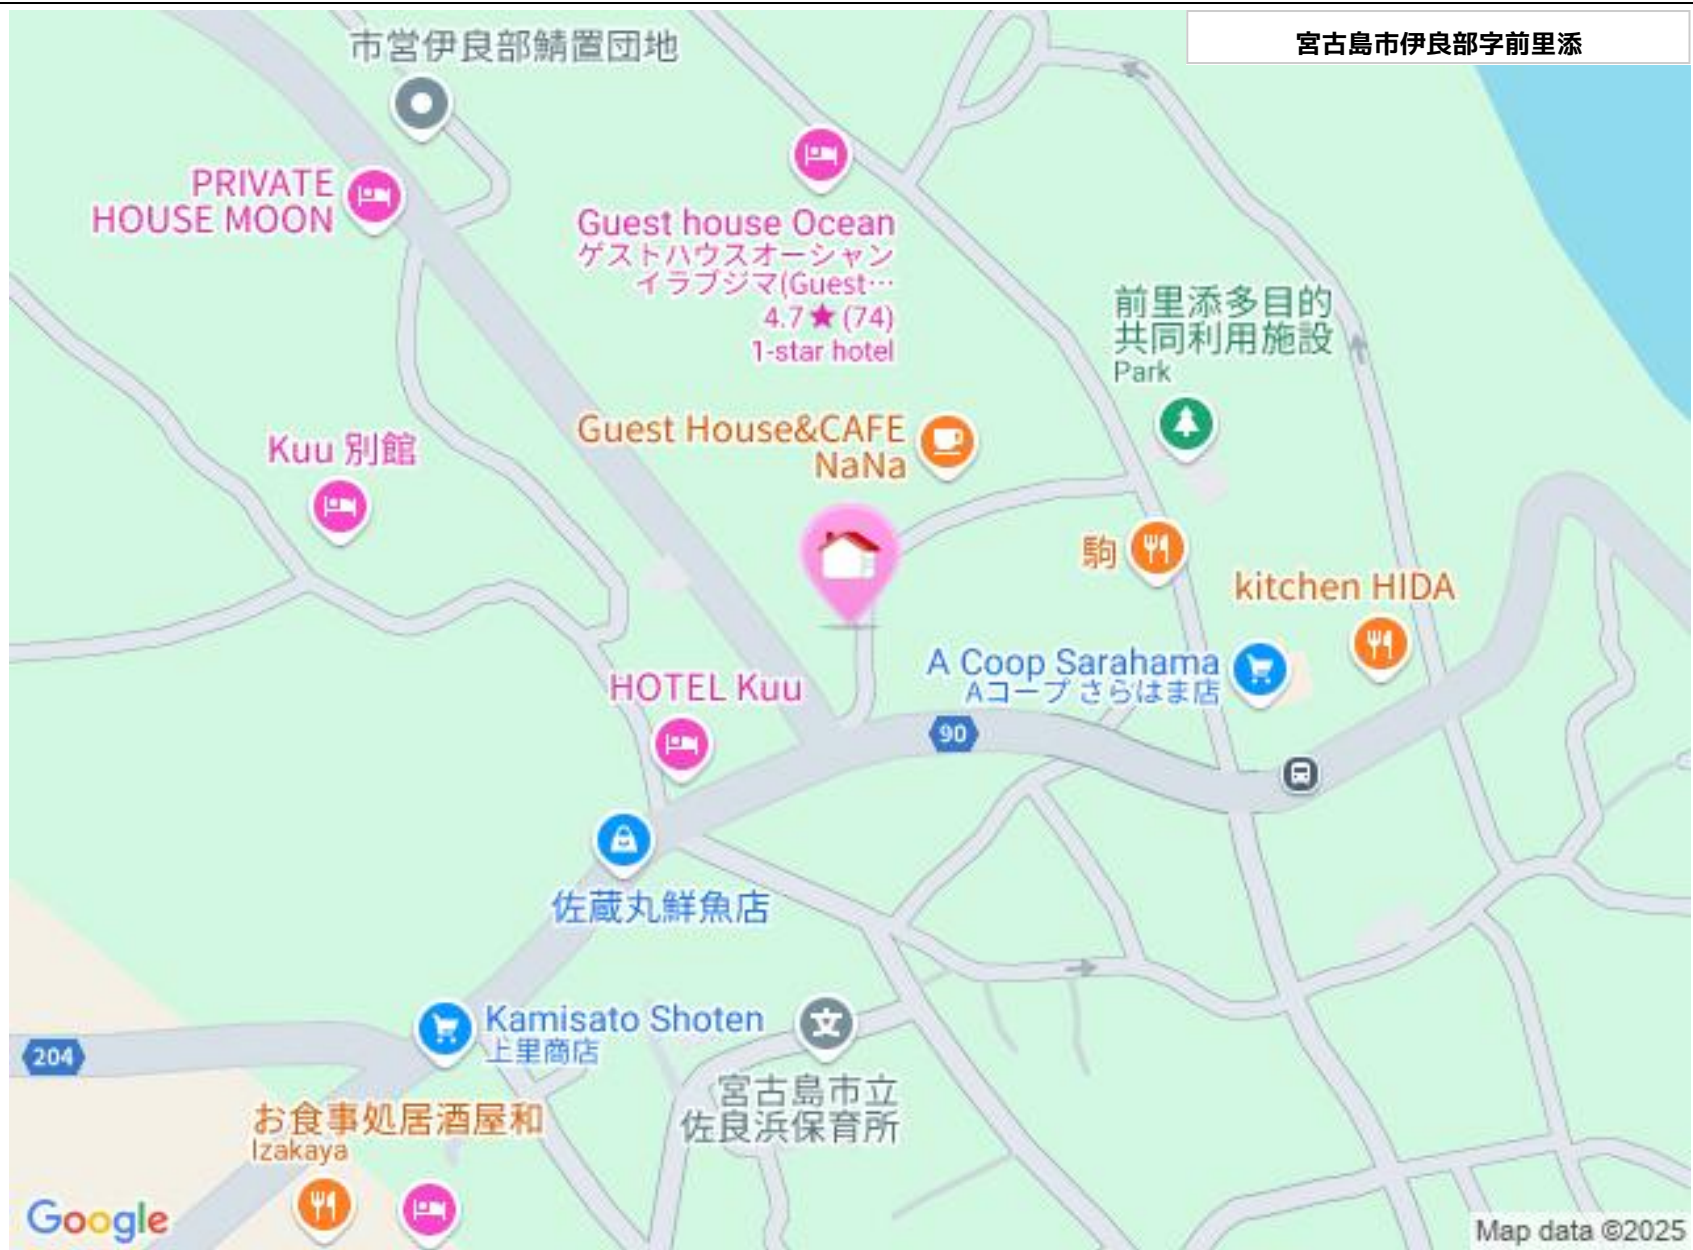 宮古島市伊良部字前里添
市営伊良部鯖置団地
PRIVATE
HOUSE MOON
Guest house Ocean
ゲストハウスオーシャン
イラブジマ(Guest…
4.7★(74)
1-star hotel
前里添多目的
共同利用施設
Park
Guest House&CAFE
NaNa
Kuu 別館
駒
kitchen HIDA
A Coop Sarahama
Aコープ さらはま店
HOTEL Kuu
90
佐蔵丸鮮魚店
Kamisato Shoten
上里商店
文
204
宮古島市立
佐良浜保育所
お食事処居酒屋和
Izakaya
Google
Map data ©2025